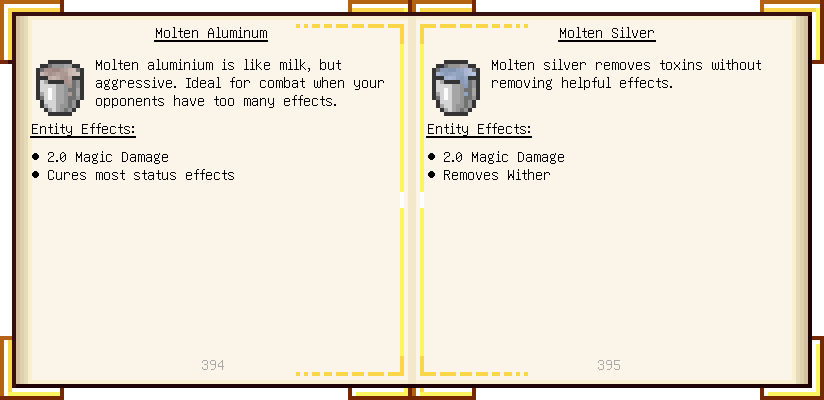 Molten Aluminum
Molten aluminium is like milk, but
aggressive. Ideal for combat when your
opponents have too many effects.
Entity Effects:
• 2.0 Magic Damage
• Cures most status effects
394
Molten Silver
Molten silver removes toxins without
removing helpful effects.
Entity Effects:
• 2.0 Magic Damage
• Removes Wither
395